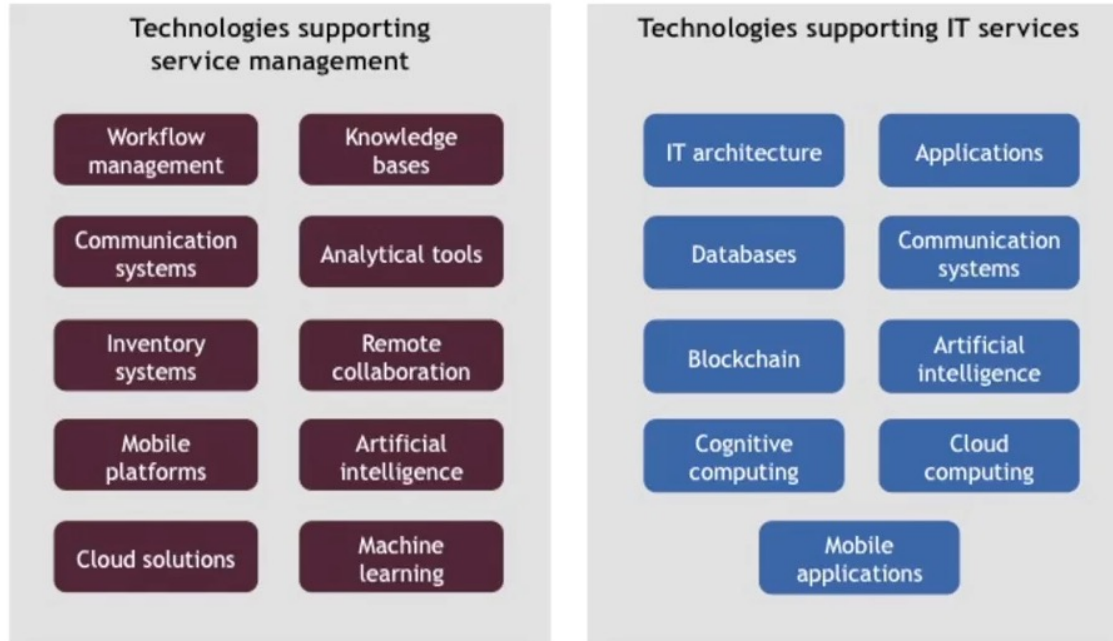 Technologies supporting
service management
Workflow
management
Knowledge
bases
Communication
systems
Analytical tools
Inventory
systems
Remote
collaboration
Mobile
platforms
Artificial
intelligence
Cloud solutions
Machine
learning
Technologies supporting IT services
IT architecture
Applications
Databases
Communication
systems
Blockchain
Artificial
intelligence
Cognitive
computing
Cloud
computing
Mobile
applications